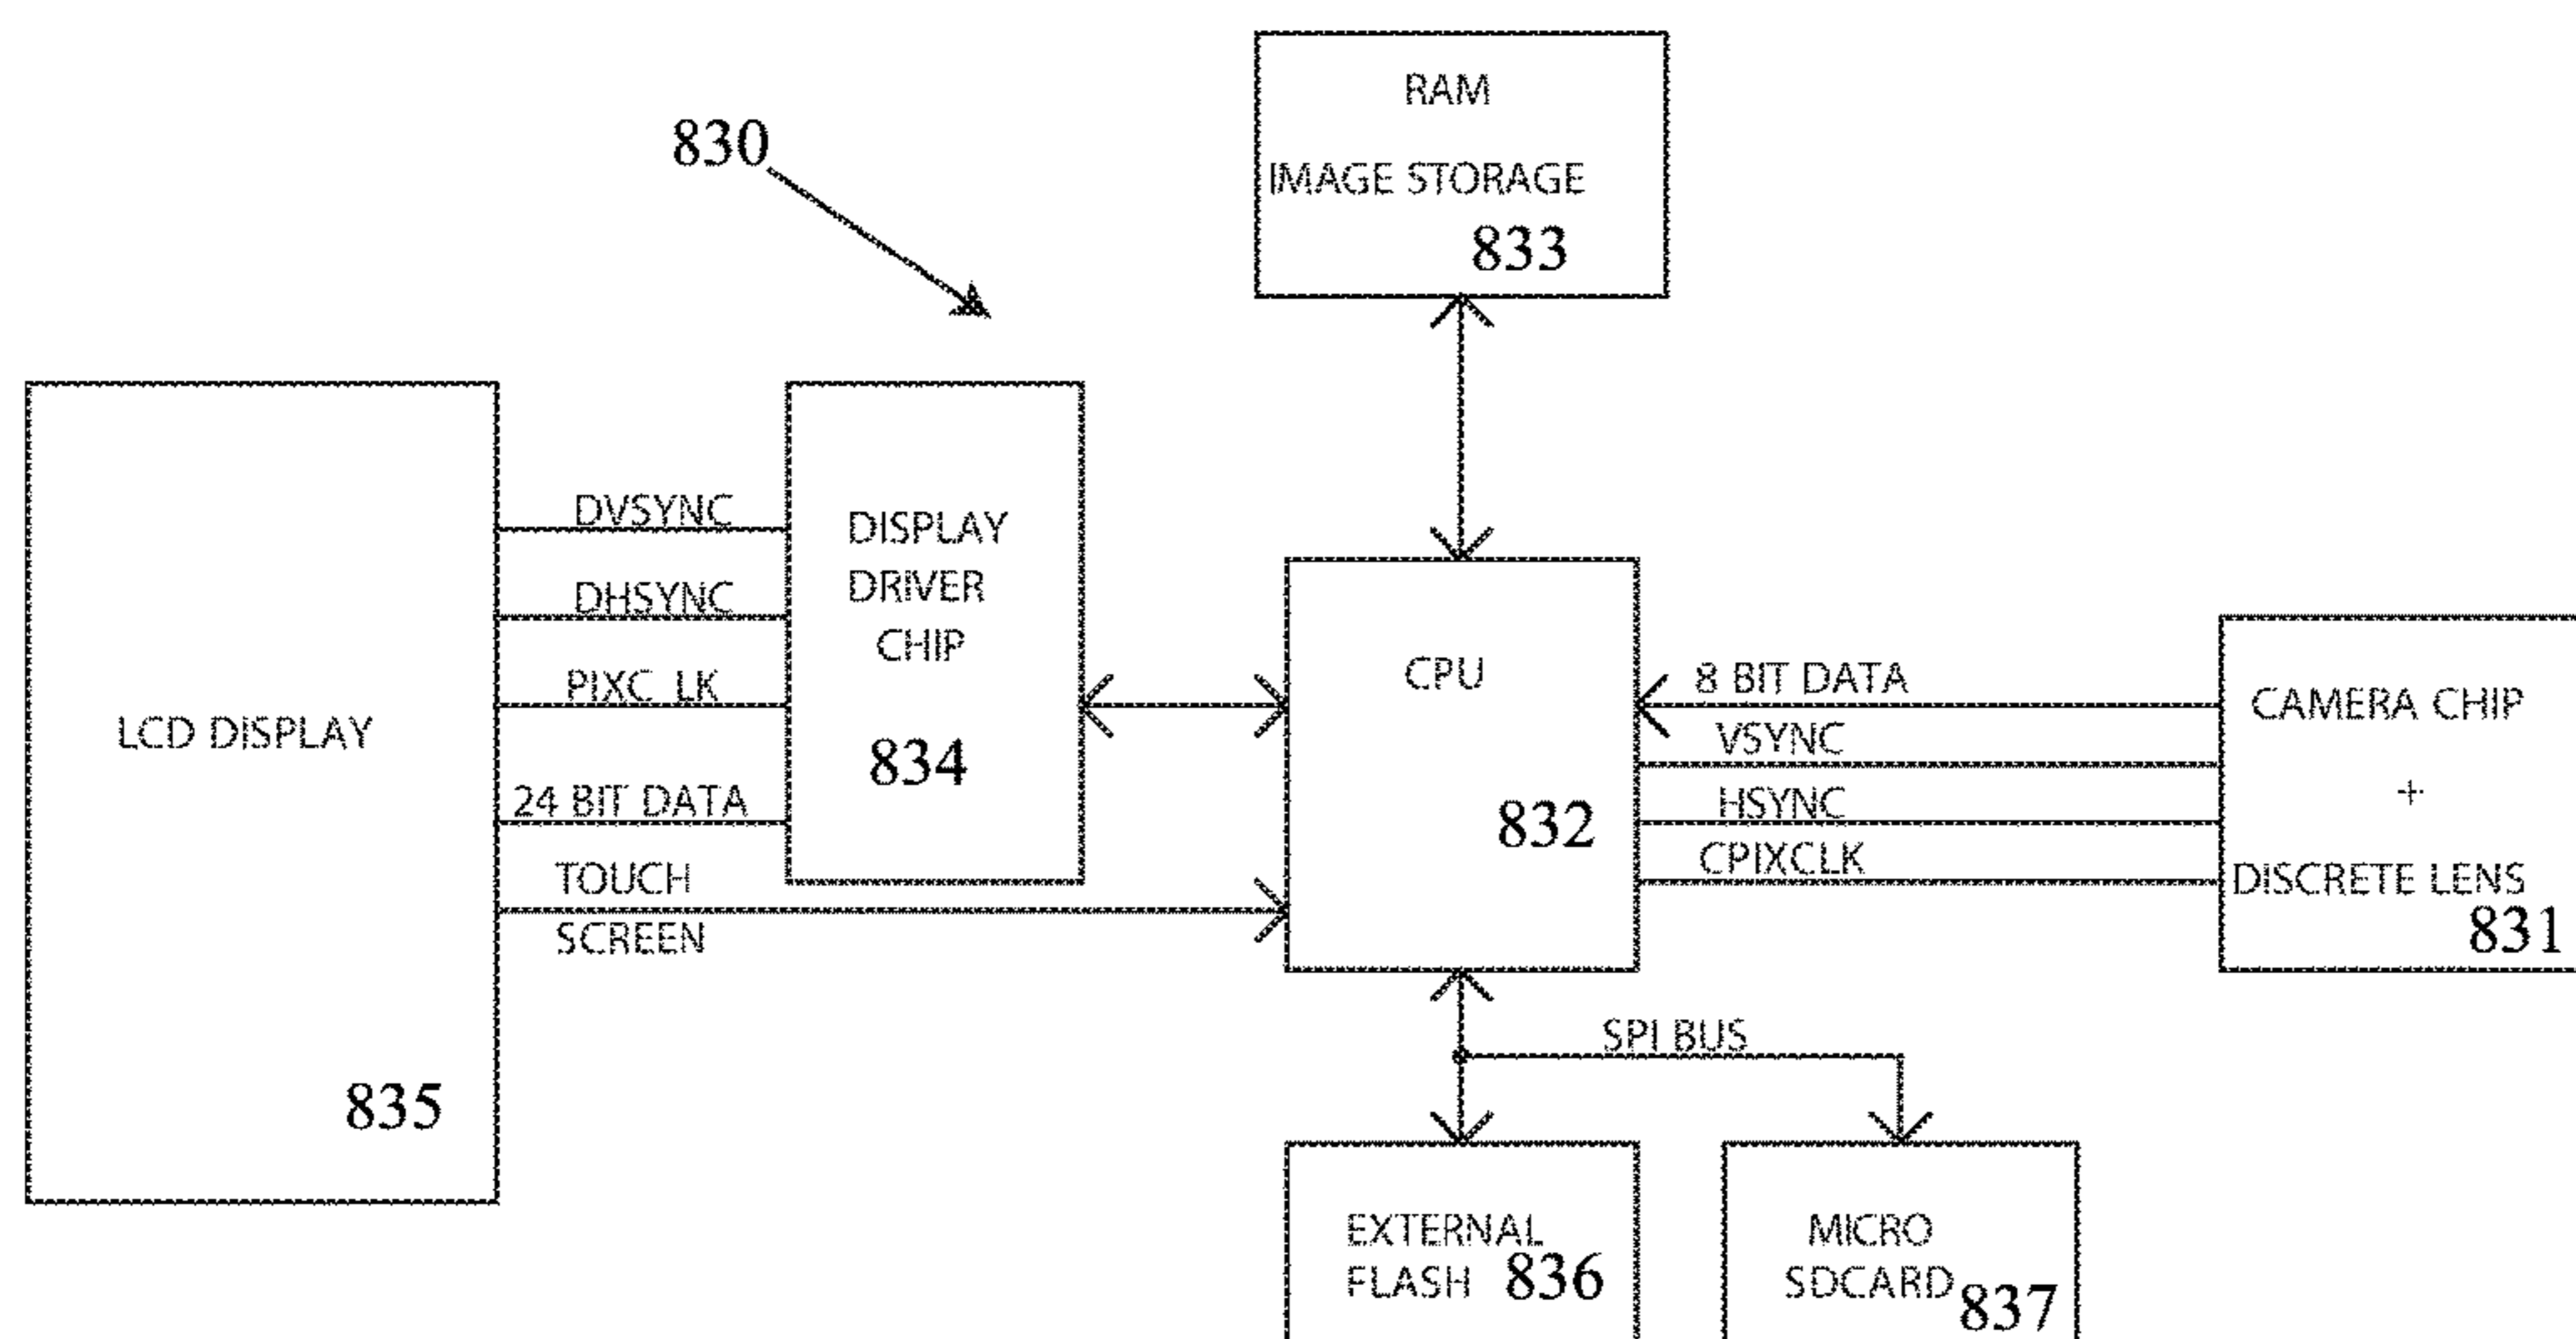 830
RAM
IMAGE STORAGE
833
LCD DISPLAY
835
DVSYNC
DHSYNC
PIXC LK
24 BIT DATA
TOUCH
SCREEN
DISPLAY
DRIVER
CHIP
834
CPU
832
8 BIT DATA
VSYNC
HSYNC
CPIXCLK
CAMERA CHIP
+
DISCRETE LENS
831
SPI BUS
EXTERNAL
FLASH 836
MICRO
SDCARD 837